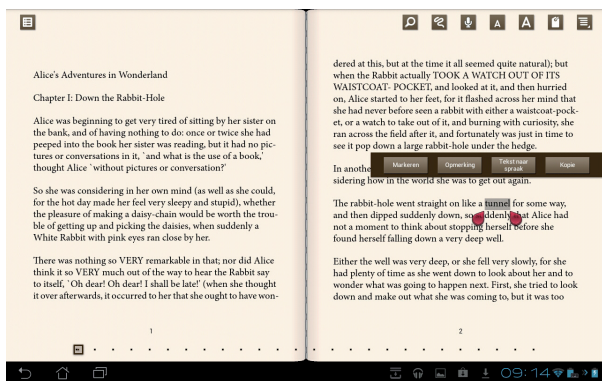 Alice's Adventures in Wonderland
Chapter I: Down the Rabbit-Hole
Alice was beginning to get very tired of sitting by her sister on
the bank, and of having nothing to do: once or twice she had
peeped into the book her sister was reading, but it had no pic-
tures or conversations in it, `and what is the use of a book,'
thought Alice `without pictures or conversation?'
So she was considering in her own mind (as well as she could,
for the hot day made her feel very sleepy and stupid), whether
the pleasure of making a daisy-chain would be worth the trou-
ble of getting up and picking the daisies, when suddenly a
White Rabbit with pink eyes ran close by her.
There was nothing so VERY remarkable in that; nor did Alice
think it so VERY much out of the way to hear the Rabbit say
to itself, `Oh dear! Oh dear! I shall be late!' (when she thought
it over afterwards, it occurred to her that she ought to have won-
1
A
A
dered at this, but at the time it all seemed quite natural); but
when the Rabbit actually TOOK A WATCH OUT OF ITS
WAISTCOAT- POCKET, and looked at it, and then hurried
on, Alice started to her feet, for it flashed across her mind that
she had never before seen a rabbit with either a waistcoat-pock-
et, or a watch to take out of it, and burning with curiosity, she
ran across the field after it, and fortunately was just in time to
see it pop down a large rabbit-hole under the hedge.
In anothe
Markeren
Opmerking
Tekst naar spraak
Kopie
sidering how in the world she was to get out again.
The rabbit-hole went straight on like a tunnel for some way,
and then dipped suddenly down, so suddenly that Alice had
not a moment to think about stopping herself before she
found herself falling down a very deep well.
Either the well was very deep, or she fell very slowly, for she
had plenty of time as she went down to look about her and to
wonder what was going to happen next. First, she tried to look
down and make out what she was coming to, but it was too
2
09:14